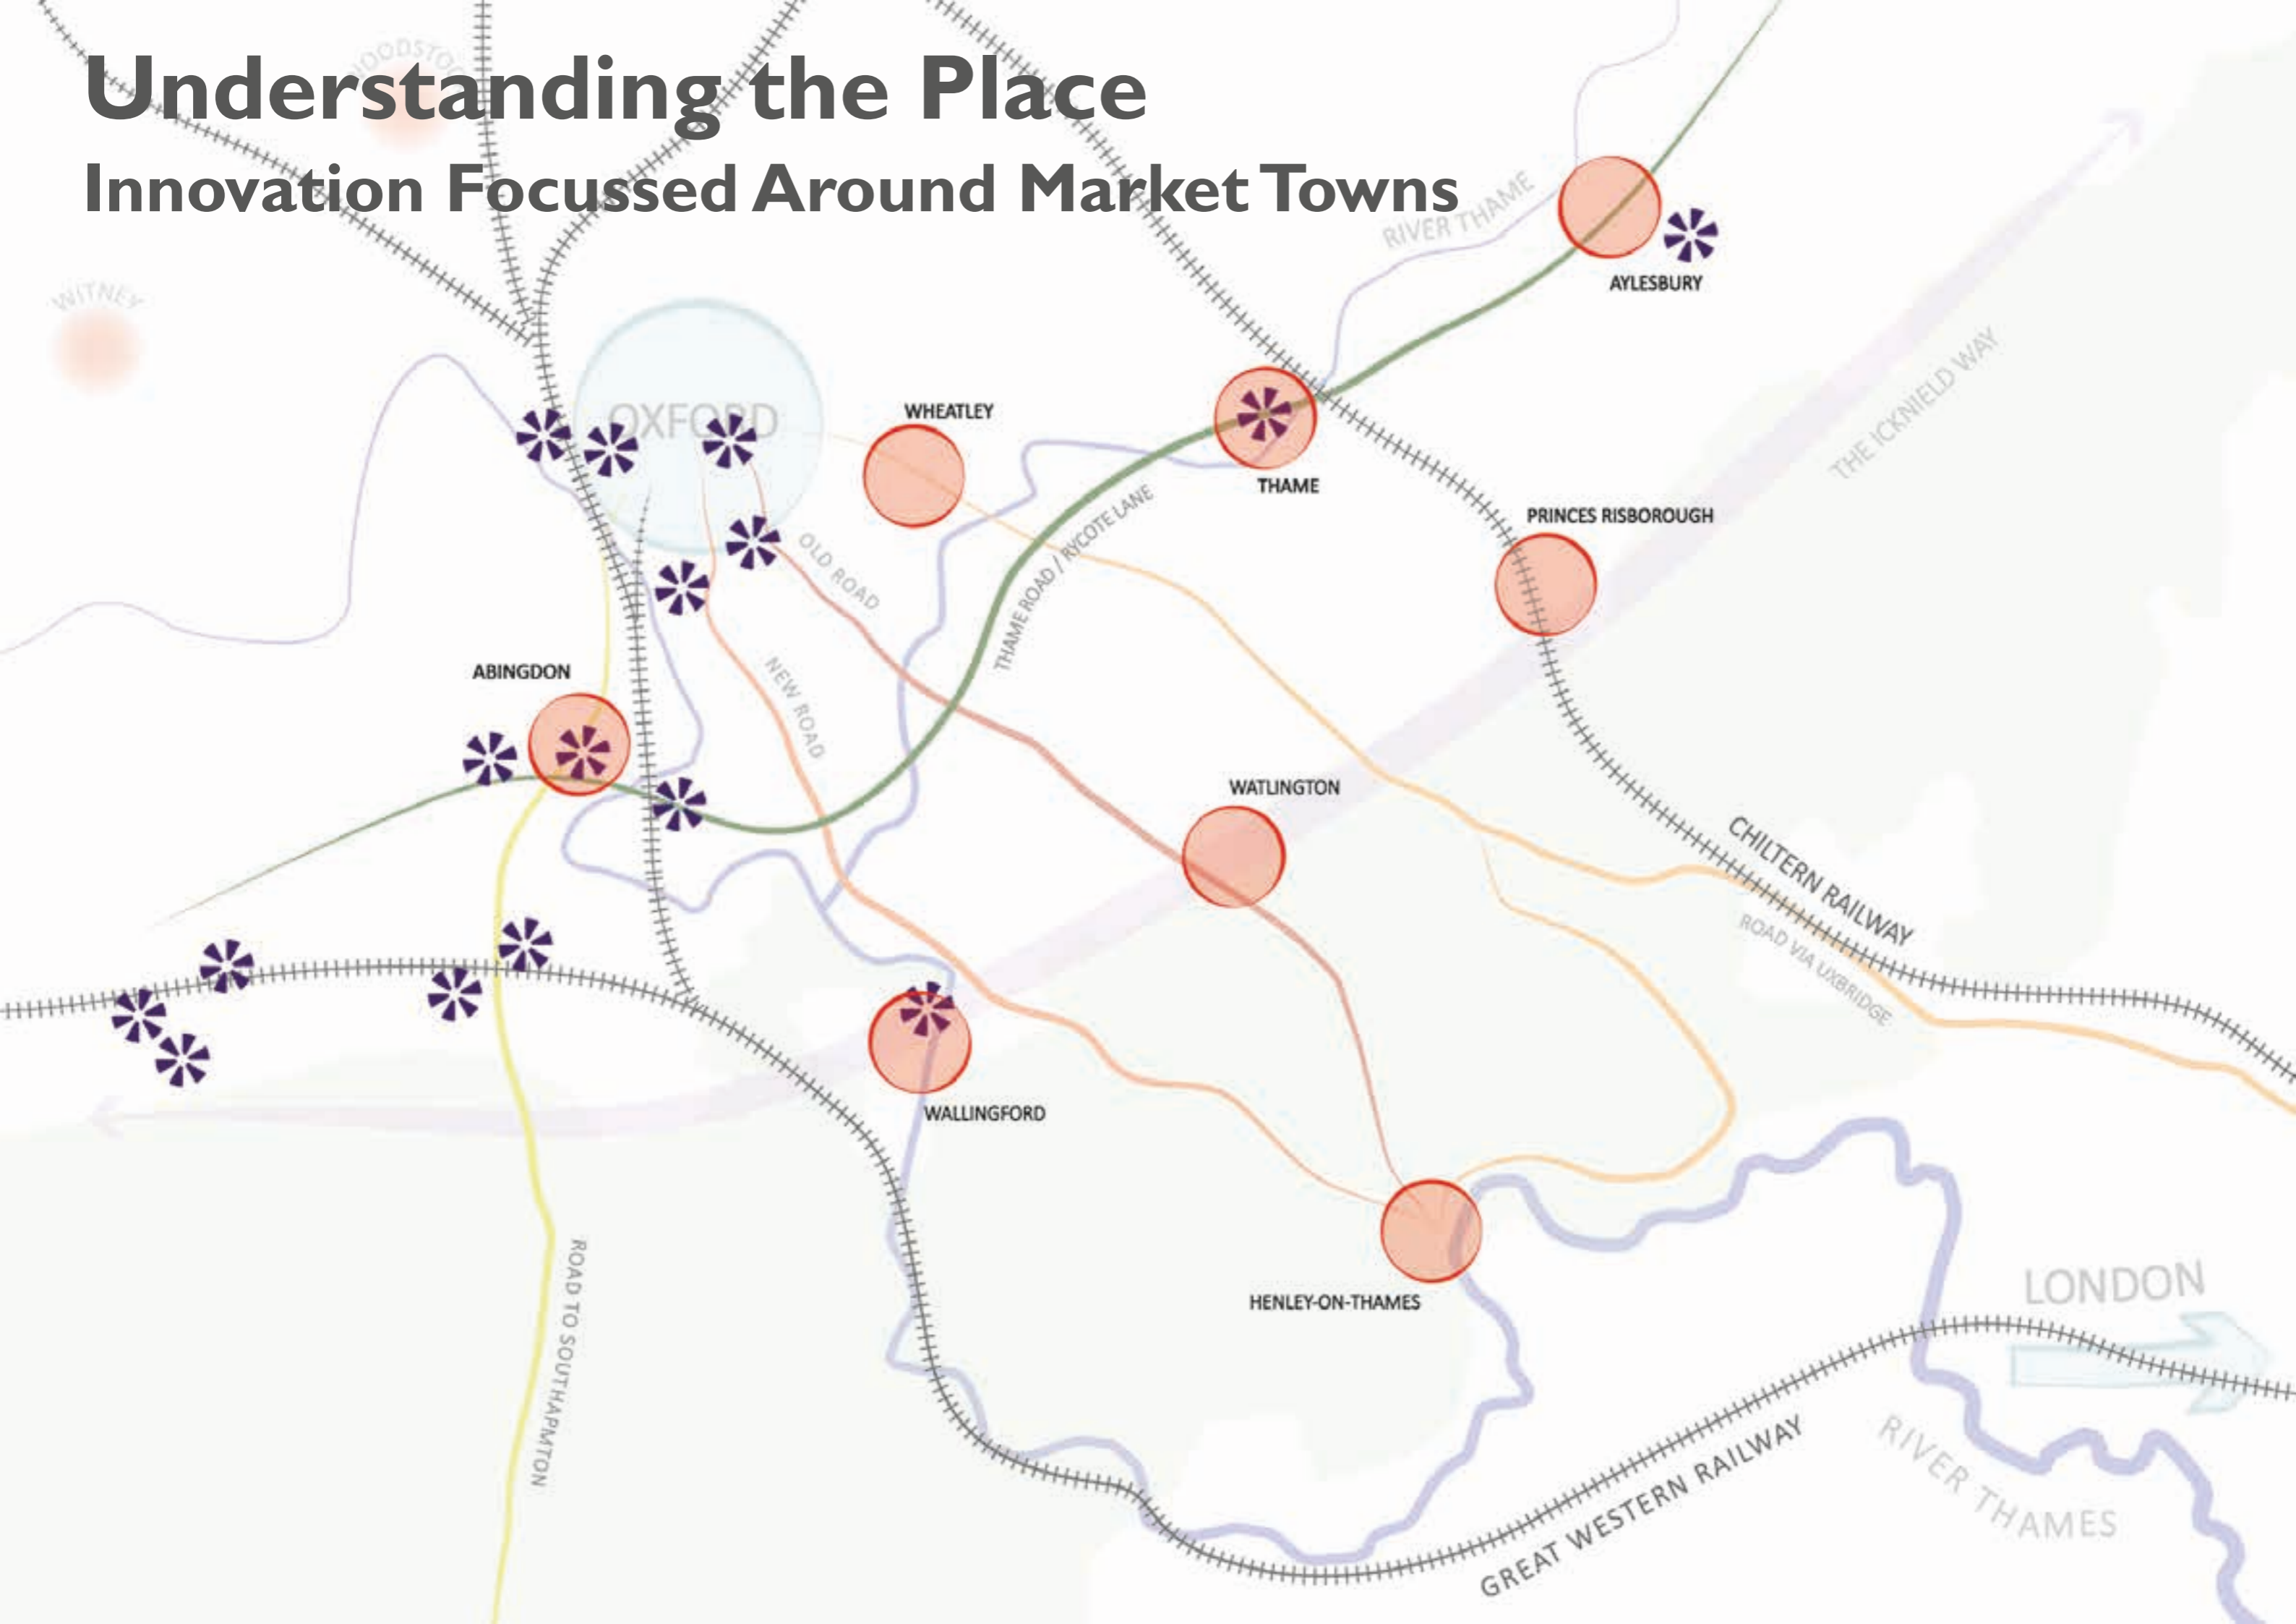 Understanding the Place
Innovation Focussed Around Market Towns
WOODSTOC
WITNEY
RIVER THAME
AYLESBURY
THE ICKNIELD WAY
OXFORD
WHEATLEY
THAME
PRINCES RISBOROUGH
OLD ROAD
THAME ROAD / RYCOTE LANE
NEW ROAD
ABINGDON
WATLINGTON
CHILTERN RAILWAY
ROAD VIA UXBRIDGE
WALLINGFORD
ROAD TO SOUTHAPMTON
HENLEY-ON-THAMES
LONDON
RIVER THAMES
GREAT WESTERN RAILWAY